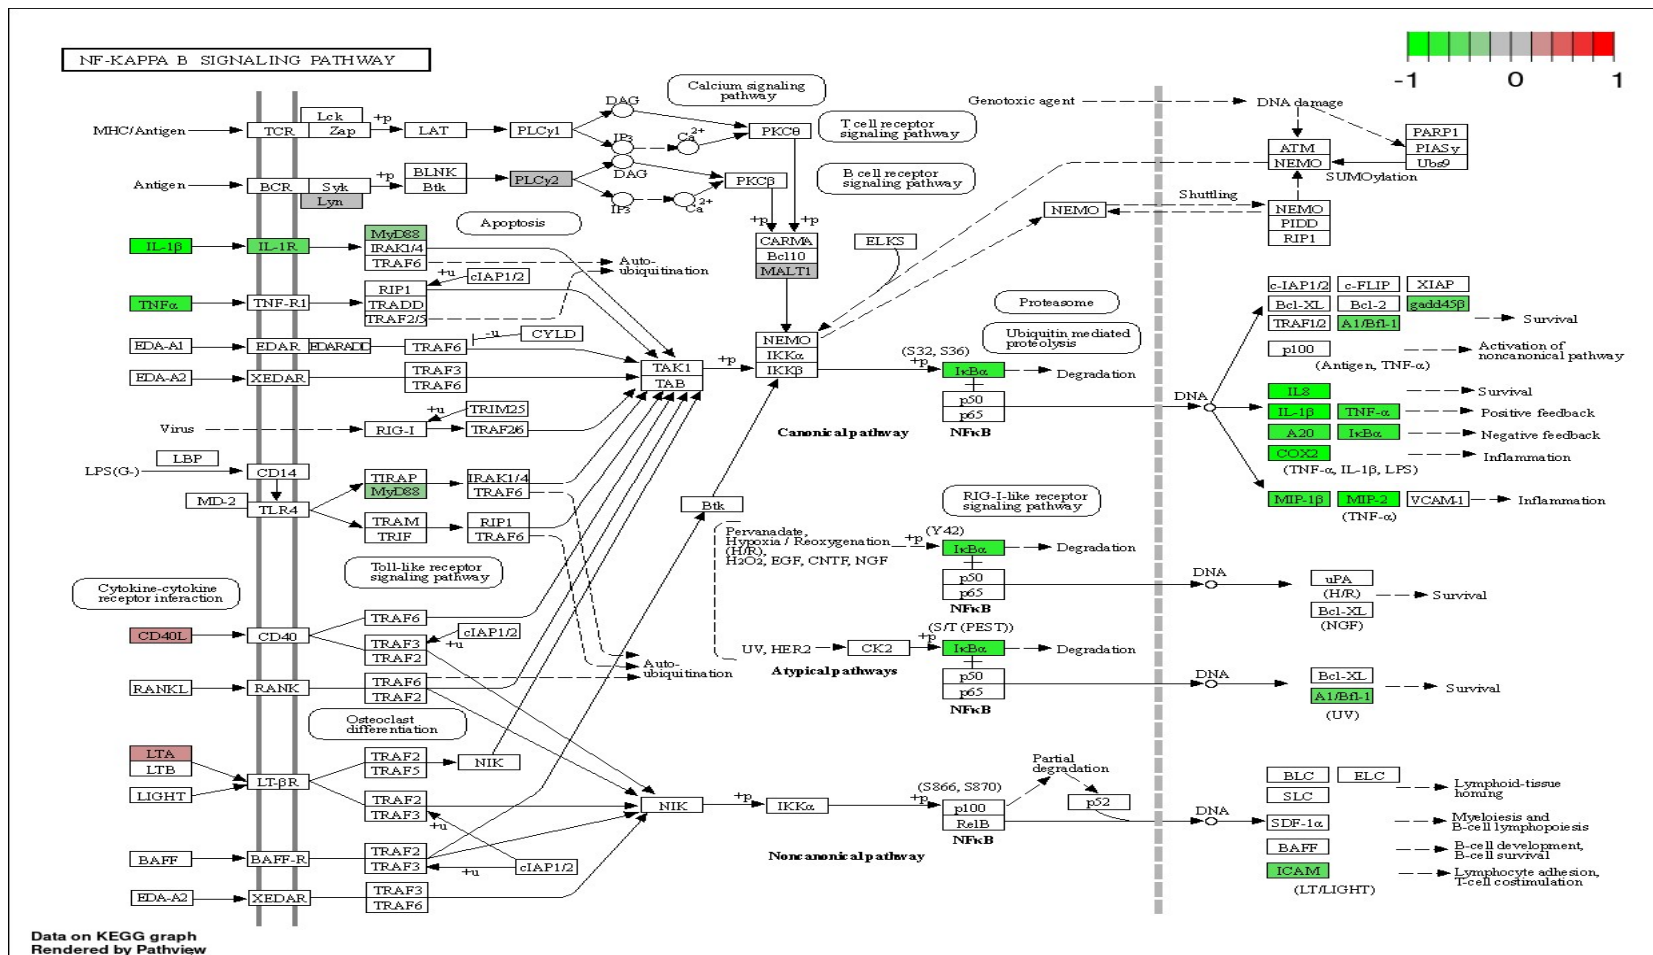 NF-KAPPA B SIGNALING PATHWAY
-1 0 1
Calcium signaling
pathway
T cell receptor
signaling pathway
B cell receptor
signaling pathway
MHC/Antigen
TCR
Lck
Zap
+p
LAT
PLCγ1
DAG
IP3
Ca2+
PKCθ
Antigen
BCR
Syk
Lyn
+p
BLNK
Btk
PLCγ2
DAG
IP3
Ca2+
PKCβ
+p
+p
CARMA
Bcl10
MALT1
ELKS
Genotoxic agent
DNA damage
ATM
NEMO
PARP1
PIASy
Ubs9
SUMOylation
Shuttling
NEMO
NEMO
PIDD
RIP1
Apoptosis
IL-1β
IL-1R
MyD88
IRAK1/4
TRAF6
Auto-
ubiquitination
TNFα
TNF-R1
RIP1
TRADD
TRAF2/5
+u
cIAP1/2
EDA-A1
EDAR
EDARADD
TRAF6
-u
CYLD
EDA-A2
XEDAR
TRAF3
TRAF6
TAK1
TAB
+p
NEMO
IKKα
IKKβ
Virus
RIG-I
+u
TRIM25
TRAF2/6
LPS(G-)
LBP
CD14
MD-2
TLR4
TIRAP
MyD88
IRAK1/4
TRAF6
TRAM
TRIF
RIP1
TRAF6
Btk
Toll-like receptor
signaling pathway
Cytokine-cytokine
receptor interaction
CD40L
CD40
TRAF6
TRAF3
TRAF2
+u
cIAP1/2
Auto-
ubiquitination
RANKL
RANK
TRAF6
TRAF2
Osteoclast
differentiation
LTA
LTB
LIGHT
LT-βR
TRAF2
TRAF5
NIK
TRAF2
TRAF3
+u
NIK
+p
IKKα
+p
(S866, S870)
p100
RelB
NFκB
Partial
degradation
p52
BAFF
BAFF-R
TRAF2
TRAF3
+u
cIAP1/2
EDA-A2
XEDAR
TRAF3
TRAF6
Noncanonical pathway
Proteasome
Ubiquitin mediated
proteolysis
(S32, S36)
+p
IκBα
Degradation
p50
p65
NFκB
Canonical pathway
RIG-I-like receptor
signaling pathway
Pervanadate,
Hypoxia / Reoxygenation
(H/R),
H2O2, EGF, CNTF, NGF
+p
(Y42)
IκBα
Degradation
p50
p65
NFκB
UV, HER2
CK2
+p
(S/T (PEST))
IκBα
Degradation
p50
p65
NFκB
Atypical pathways
DNA
c-IAP1/2
c-FLIP
XIAP
Bcl-XL
Bcl-2
gadd45β
TRAF1/2
A1/Bfl-1
Survival
p100
Activation of
noncanonical pathway
(Antigen, TNF-α)
IL8
Survival
IL-1β
TNF-α
Positive feedback
A20
IκBα
Negative feedback
COX2
Inflammation
(TNF-α, IL-1β, LPS)
MIP-1β
MIP-2
VCAM-1
Inflammation
(TNF-α)
DNA
uPA
(H/R)
Bcl-XL
(NGF)
Survival
DNA
Bcl-XL
A1/Bfl-1
(UV)
Survival
DNA
BLC
ELC
SLC
Lymphoid-tissue
homing
SDF-1α
Myeloiesis and
B-cell lymphopoiesis
BAFF
B-cell development,
B-cell survival
ICAM
Lymphocyte adhesion,
T-cell costimulation
(LT/LIGHT)
Data on KEGG graph
Rendered by Pathview